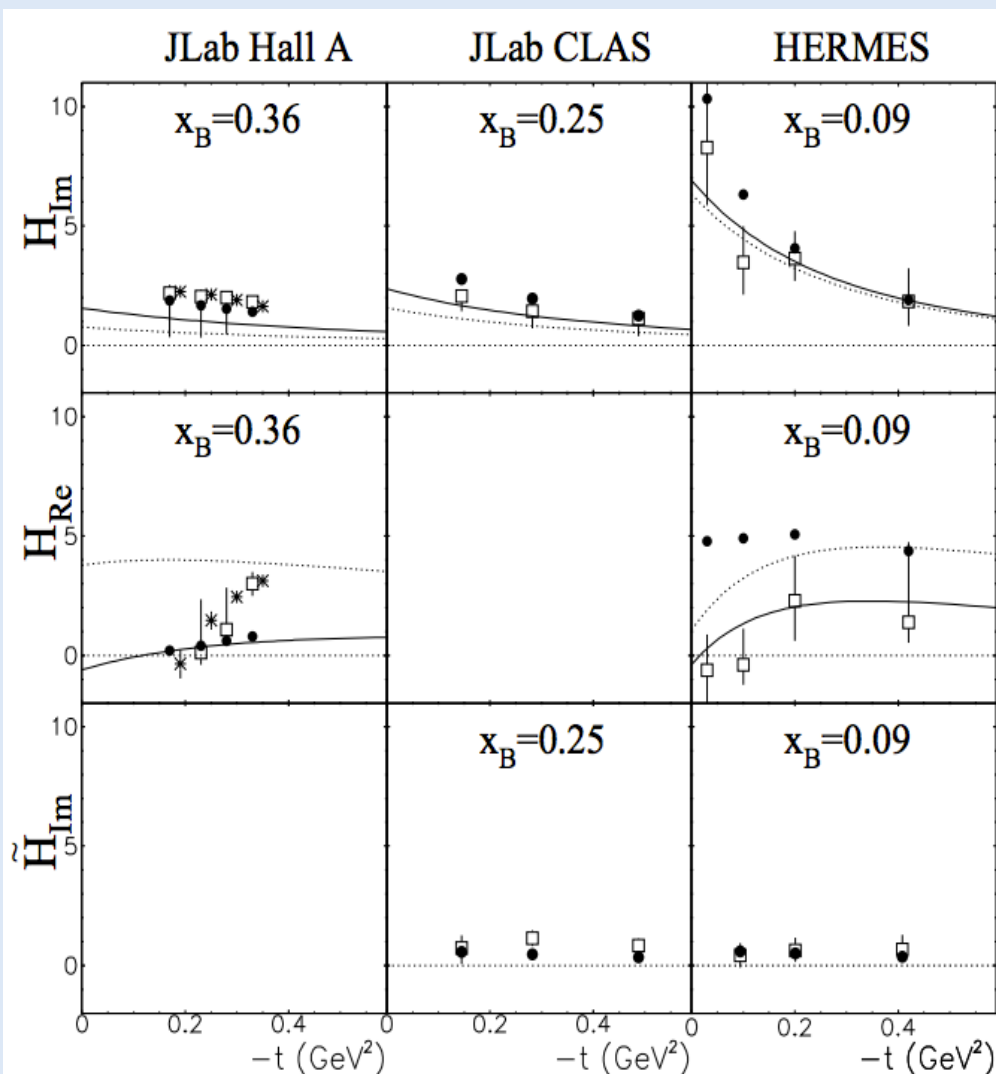 JLab Hall A JLab CLAS HERMES
10 x_B=0.36 x_B=0.25 x_B=0.09
H_Im
5
0
10 x_B=0.36 x_B=0.09
H_Re
5
0
10 x_B=0.25 x_B=0.09
H̃_Im
5
0
0 0.2 0.4 0 0.2 0.4 0 0.2 0.4
−t (GeV²) −t (GeV²) −t (GeV²)